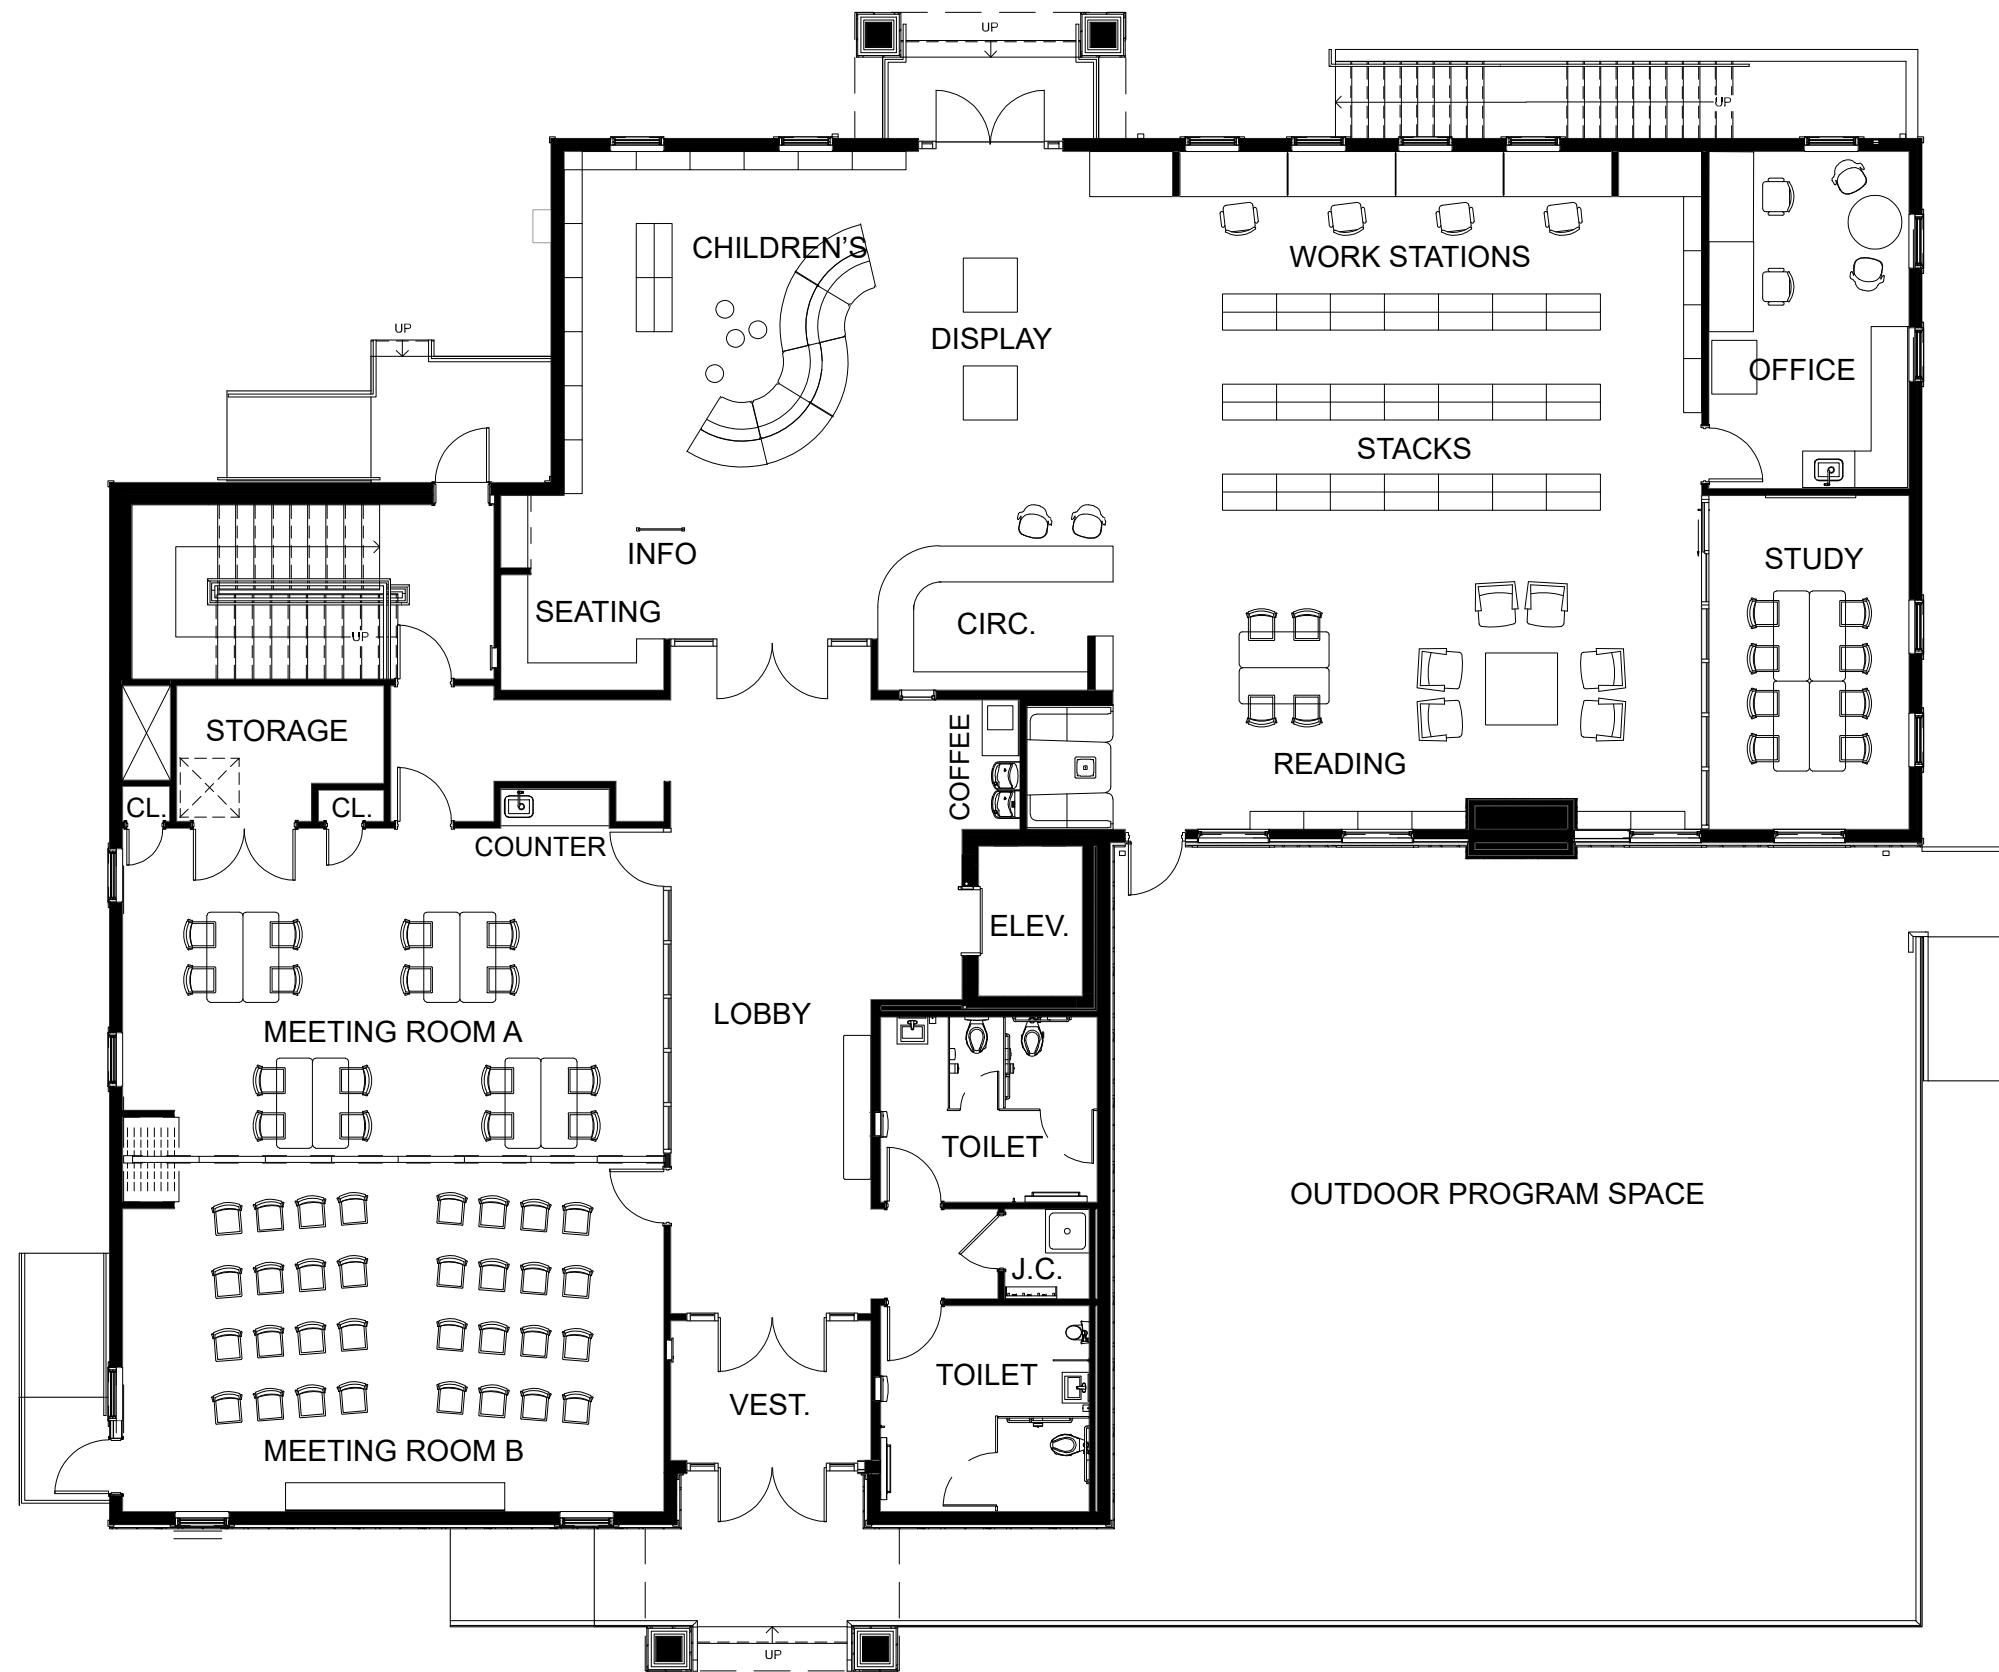 UP
UP
CHILDREN'S
WORK STATIONS
UP
DISPLAY
OFFICE
STACKS
INFO
STUDY
SEATING
CIRC.
UP
STORAGE
COFFEE
READING
CL.
CL.
COUNTER
ELEV.
LOBBY
MEETING ROOM A
TOILET
OUTDOOR PROGRAM SPACE
J.C.
TOILET
VEST.
MEETING ROOM B
UP